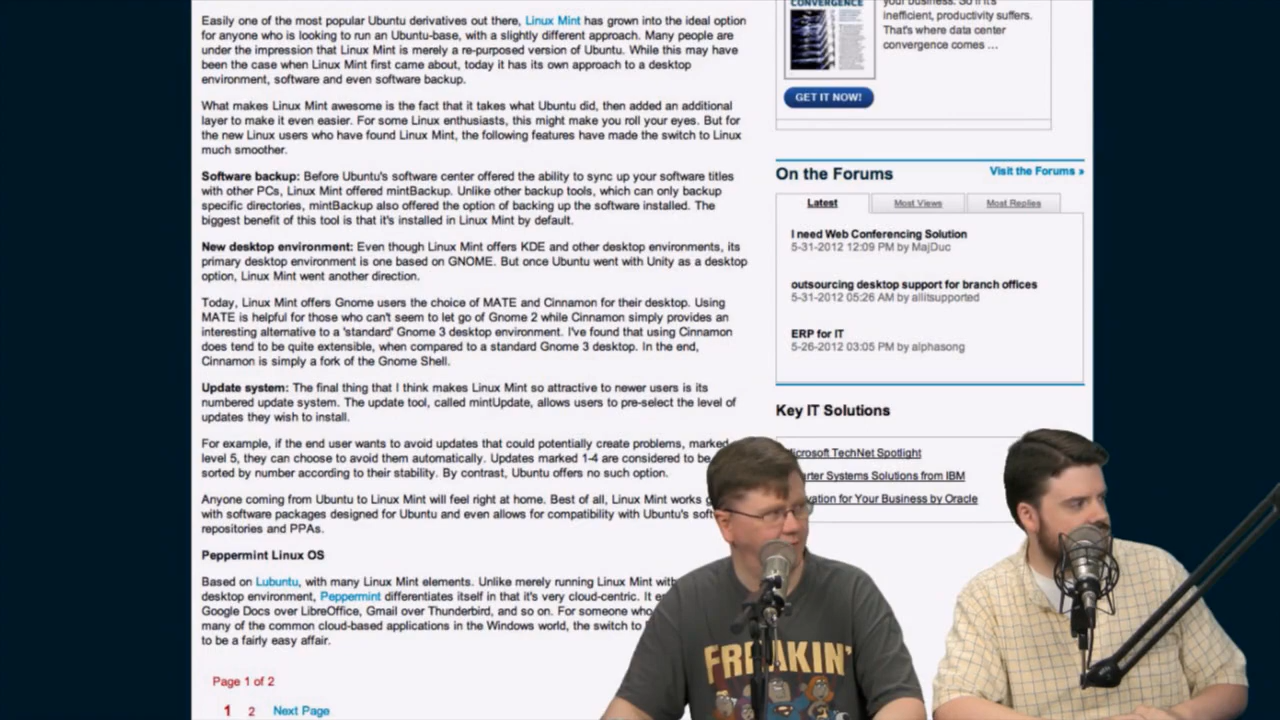 Easily one of the most popular Ubuntu derivatives out there, Linux Mint has grown into the ideal option
for anyone who is looking to run an Ubuntu-base, with a slightly different approach. Many people are
under the impression that Linux Mint is merely a re-purposed version of Ubuntu. While this may have
been the case when Linux Mint first came about, today it has its own approach to a desktop
environment, software and even software backup.
What makes Linux Mint awesome is the fact that it takes what Ubuntu did, then added an additional
layer to make it even easier. For some Linux enthusiasts, this might make you roll your eyes. But for
the new Linux users who have found Linux Mint, the following features have made the switch to Linux
much smoother.
Software backup: Before Ubuntu's software center offered the ability to sync up your software titles
with other PCs, Linux Mint offered mintBackup. Unlike other backup tools, which can only backup
specific directories, mintBackup also offered the option of backing up the software installed. The
biggest benefit of this tool is that it's installed in Linux Mint by default.
New desktop environment: Even though Linux Mint offers KDE and other desktop environments, its
primary desktop environment is one based on GNOME. But once Ubuntu went with Unity as a desktop
option, Linux Mint went another direction.
Today, Linux Mint offers Gnome users the choice of MATE and Cinnamon for their desktop. Using
MATE is helpful for those who can't seem to let go of Gnome 2 while Cinnamon simply provides an
interesting alternative to a 'standard' Gnome 3 desktop environment. I've found that using Cinnamon
does tend to be quite extensible, when compared to a standard Gnome 3 desktop. In the end,
Cinnamon is simply a fork of the Gnome Shell.
Update system: The final thing that I think makes Linux Mint so attractive to newer users is its
numbered update system. The update tool, called mintUpdate, allows users to pre-select the level of
updates they wish to install.
For example, if the end user wants to avoid updates that could potentially create problems, marked
level 5, they can choose to avoid them automatically. Updates marked 1-4 are considered to be
sorted by number according to their stability. By contrast, Ubuntu offers no such option.
Anyone coming from Ubuntu to Linux Mint will feel right at home. Best of all, Linux Mint works
with software packages designed for Ubuntu and even allows for compatibility with Ubuntu's soft
repositories and PPAs.
Peppermint Linux OS
Based on Lubuntu, with many Linux Mint elements. Unlike merely running Linux Mint with
desktop environment, Peppermint differentiates itself in that it's very cloud-centric. It
Google Docs over LibreOffice, Gmail over Thunderbird, and so on. For someone who
many of the common cloud-based applications in the Windows world, the switch to
to be a fairly easy affair.
Page 1 of 2
1 2 Next Page
CONVERGENCE
your business. So if it's
inefficient, productivity suffers.
That's where data center
convergence comes ...
GET IT NOW!
On the Forums
Visit the Forums »
Latest Most Views Most Replies
I need Web Conferencing Solution
5-31-2012 12:09 PM by MajDuc
outsourcing desktop support for branch offices
5-31-2012 05:26 AM by allitsupported
ERP for IT
5-26-2012 03:05 PM by alphasong
Key IT Solutions
icrosoft TechNet Spotlight
rter Systems Solutions from IBM
vation for Your Business by Oracle
FREAKIN'